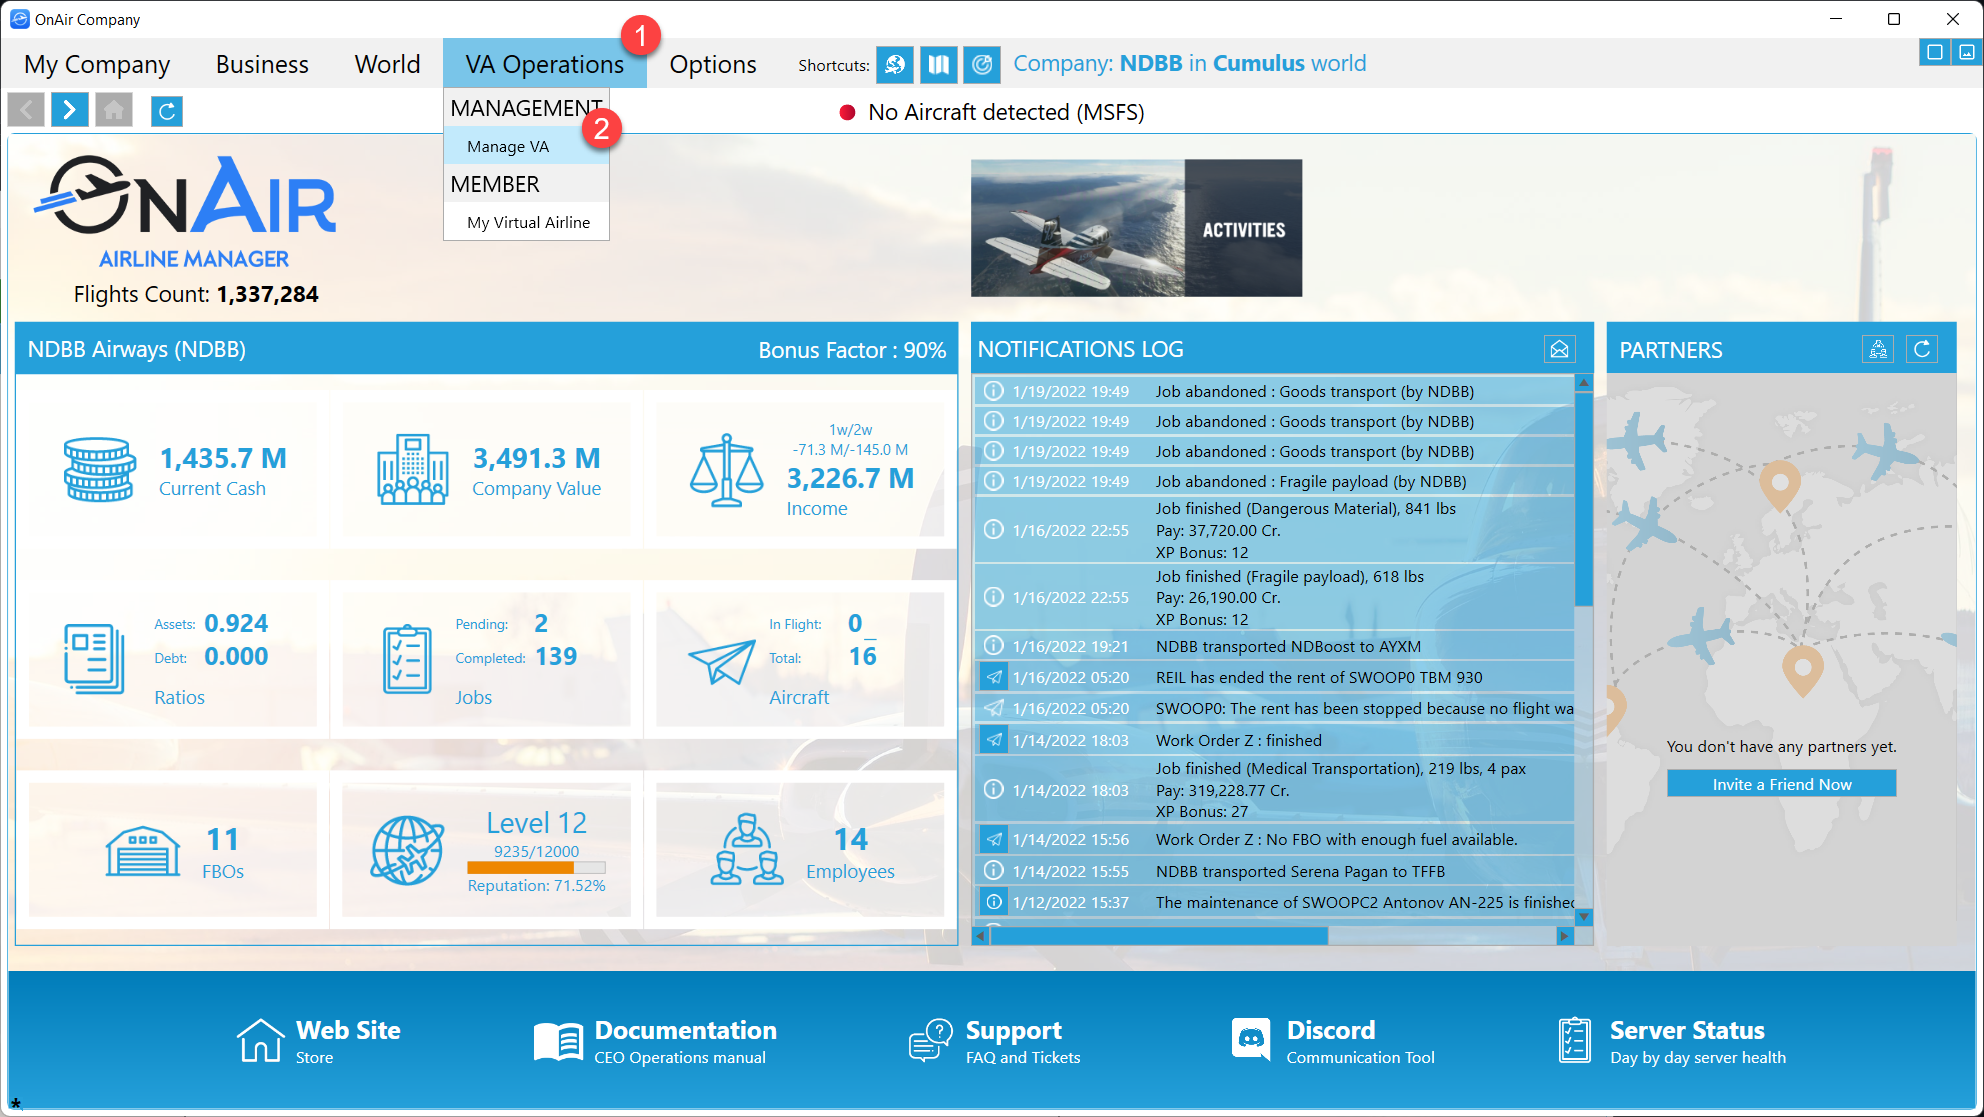 OnAir Company
My Company
Business
World
VA Operations
1
Options
Shortcuts:
Company: NDBB in Cumulus world
MANAGEMENT
2
Manage VA
MEMBER
My Virtual Airline
No Aircraft detected (MSFS)
ONAIR
AIRLINE MANAGER
Flights Count: 1,337,284
ACTIVITIES
NDBB Airways (NDBB)
Bonus Factor : 90%
1,435.7 M
Current Cash
3,491.3 M
Company Value
1w/2w
-71.3 M/-145.0 M
3,226.7 M
Income
Assets: 0.924
Debt: 0.000
Ratios
Pending: 2
Completed: 139
Jobs
In Flight: 0
Total: 16
Aircraft
11
FBOs
Level 12
9235/12000
Reputation: 71.52%
14
Employees
NOTIFICATIONS LOG
1/19/2022 19:49 Job abandoned : Goods transport (by NDBB)
1/19/2022 19:49 Job abandoned : Goods transport (by NDBB)
1/19/2022 19:49 Job abandoned : Goods transport (by NDBB)
1/19/2022 19:49 Job abandoned : Fragile payload (by NDBB)
1/16/2022 22:55 Job finished (Dangerous Material), 841 lbs
Pay: 37,720.00 Cr.
XP Bonus: 12
1/16/2022 22:55 Job finished (Fragile payload), 618 lbs
Pay: 26,190.00 Cr.
XP Bonus: 12
1/16/2022 19:21 NDBB transported NDBoost to AYXM
1/16/2022 05:20 REIL has ended the rent of SWOOP0 TBM 930
1/16/2022 05:20 SWOOP0: The rent has been stopped because no flight wa
1/14/2022 18:03 Work Order Z : finished
1/14/2022 18:03 Job finished (Medical Transportation), 219 lbs, 4 pax
Pay: 319,228.77 Cr.
XP Bonus: 27
1/14/2022 15:56 Work Order Z : No FBO with enough fuel available.
1/14/2022 15:55 NDBB transported Serena Pagan to TFFB
1/12/2022 15:37 The maintenance of SWOOPC2 Antonov AN-225 is finished
PARTNERS
You don't have any partners yet.
Invite a Friend Now
Web Site
Store
Documentation
CEO Operations manual
Support
FAQ and Tickets
Discord
Communication Tool
Server Status
Day by day server health
*